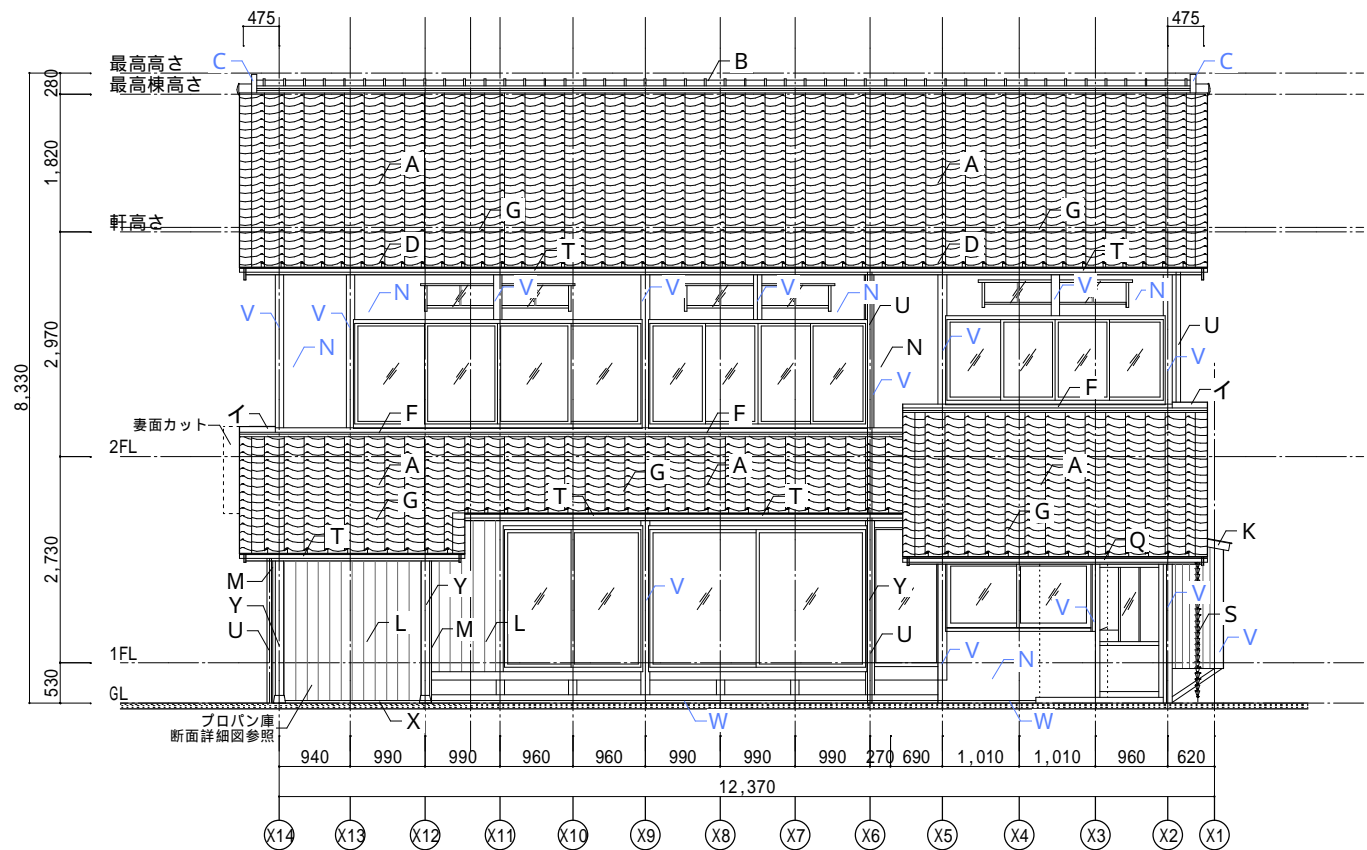 475
475
最高高さ
C
B
C
最高棟高さ
280
1,820
A
A
軒高さ
G
G
D
T
D
T
N
V
V
N
V
N
V
V
V
U
U
N
N
V
V
V
2,970
8,330
イ
F
F
F
イ
妻面カット
2FL
A
G
A
A
G
T
T
G
T
Q
K
2,730
M
Y
U
L
Y
M
L
V
Y
U
V
V
S
V
V
N
1FL
530
GL
プロパン庫
断面詳細図参照
X
W
W
940
990
990
960
960
990
990
990
270
690
1,010
1,010
960
620
12,370
X14
X13
X12
X11
X10
X9
X8
X7
X6
X5
X4
X3
X2
X1